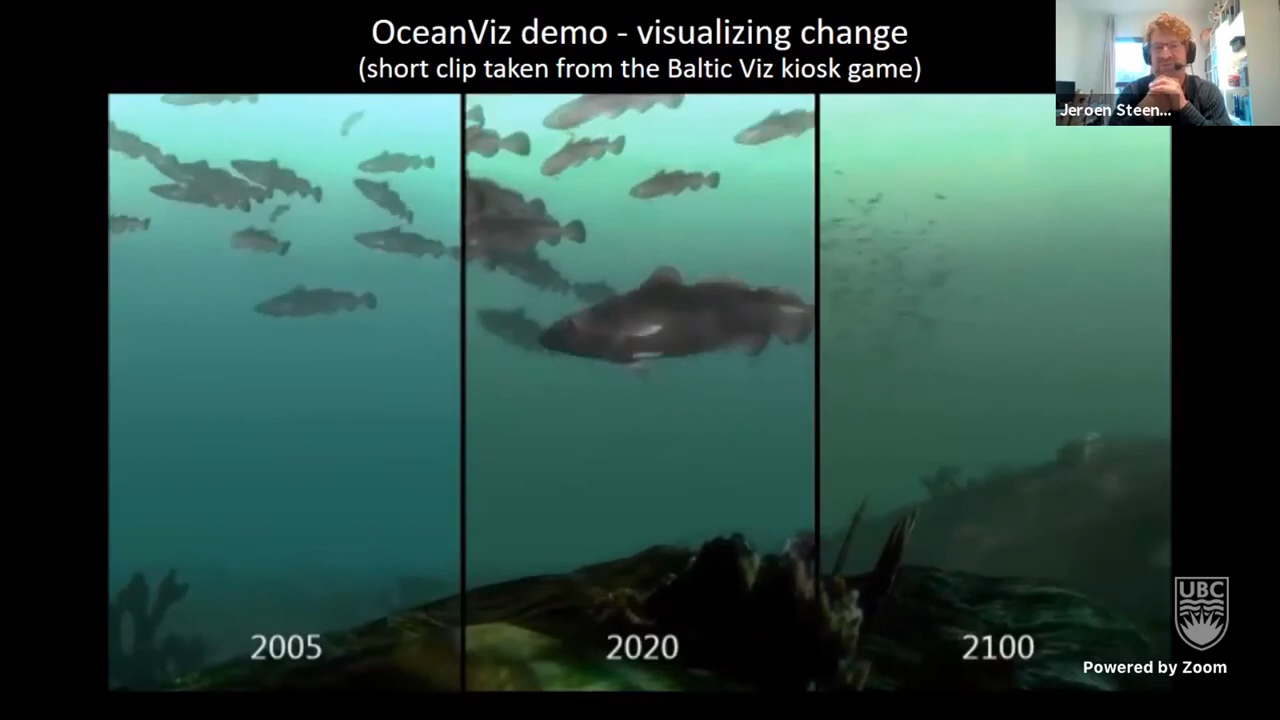 OceanViz demo - visualizing change
(short clip taken from the Baltic Viz kiosk game)
Jeroen Steen...
2005
2020
2100
UBC
Powered by Zoom